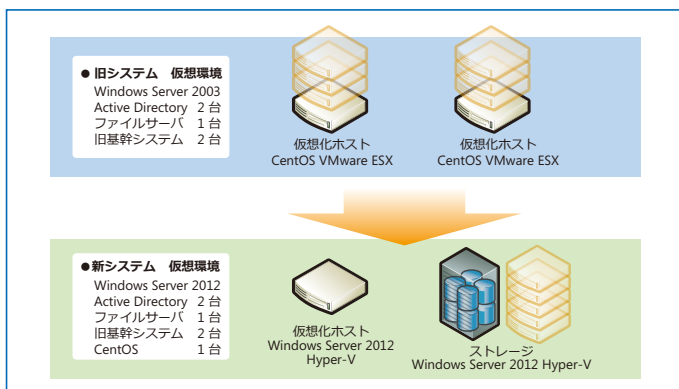 ●旧システム 仮想環境
Windows Server 2003
Active Directory 2 台
ファイルサーバ 1 台
旧基幹システム 2 台
仮想化ホスト
CentOS VMware ESX
仮想化ホスト
CentOS VMware ESX
●新システム 仮想環境
Windows Server 2012
Active Directory 2 台
ファイルサーバ 1 台
旧基幹システム 2 台
CentOS 1 台
仮想化ホスト
Windows Server 2012
Hyper-V
ストレージ
Windows Server 2012 Hyper-V